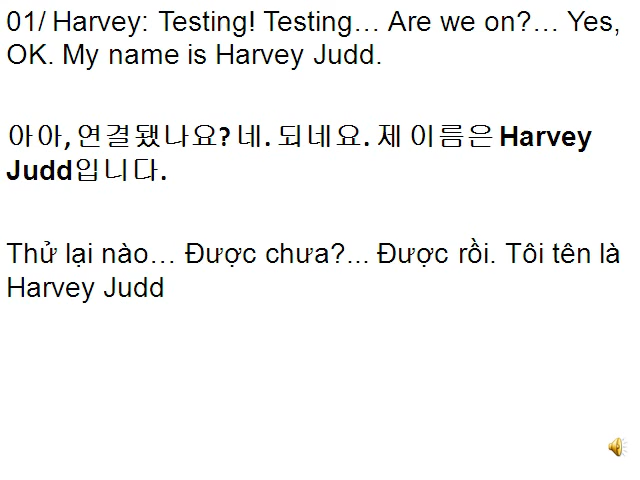 01/ Harvey: Testing! Testing… Are we on?… Yes,
OK. My name is Harvey Judd.
아아, 연결됐나요? 네. 되네요. 제 이름은 Harvey
Judd입니다.
Thử lại nào… Được chưa?... Được rồi. Tôi tên là
Harvey Judd